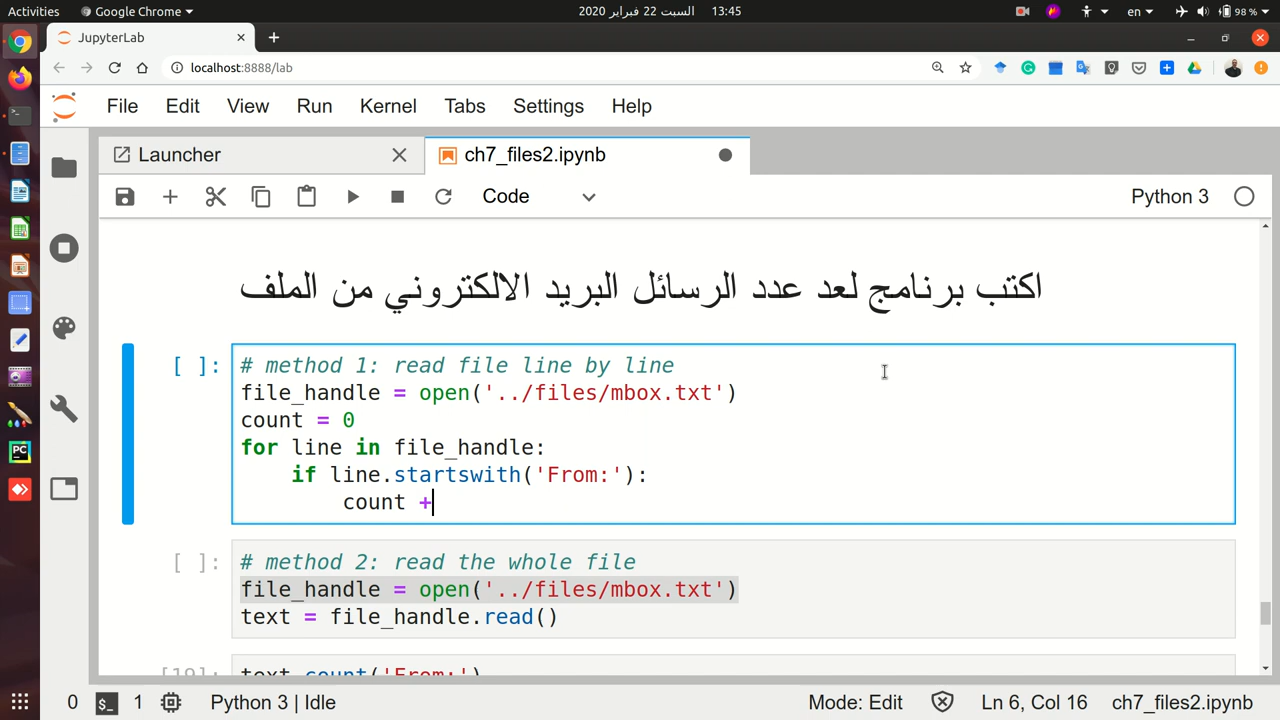 Activities Google Chrome السبت 22 فبراير 2020 13:45 en 98 %
JupyterLab
localhost:8888/lab
File Edit View Run Kernel Tabs Settings Help
Launcher ch7_files2.ipynb
Code Python 3
اكتب برنامج لعد عدد الرسائل البريد الالكتروني من الملف
[ ]: # method 1: read file line by line
file_handle = open('../files/mbox.txt')
count = 0
for line in file_handle:
if line.startswith('From:'):
count +
[ ]: # method 2: read the whole file
file_handle = open('../files/mbox.txt')
text = file_handle.read()
[19]: text.count('From:')
0 1 Python 3 | Idle Mode: Edit Ln 6, Col 16 ch7_files2.ipynb